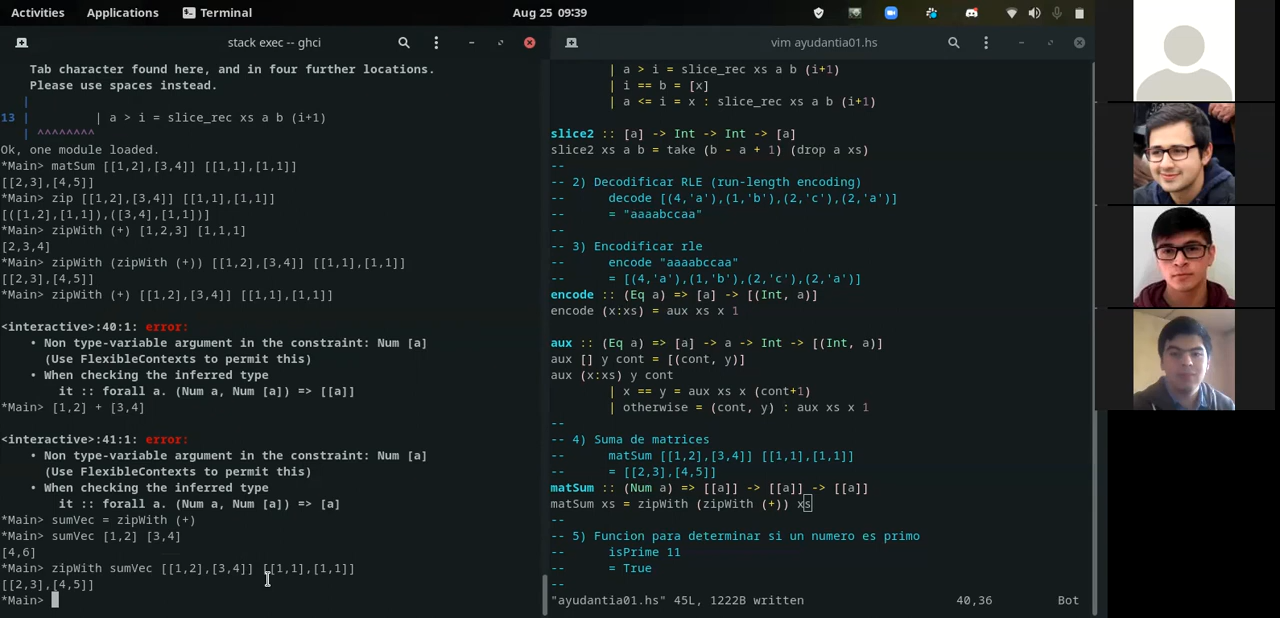 Activities Applications Terminal Aug 25 09:39
stack exec -- ghci
Tab character found here, and in four further locations.
Please use spaces instead.
|
13 | | a > i = slice_rec xs a b (i+1)
| ^^^^^^^^
Ok, one module loaded.
*Main> matSum [[1,2],[3,4]] [[1,1],[1,1]]
[[2,3],[4,5]]
*Main> zip [[1,2],[3,4]] [[1,1],[1,1]]
[([1,2],[1,1]),([3,4],[1,1])]
*Main> zipWith (+) [1,2,3] [1,1,1]
[2,3,4]
*Main> zipWith (zipWith (+)) [[1,2],[3,4]] [[1,1],[1,1]]
[[2,3],[4,5]]
*Main> zipWith (+) [[1,2],[3,4]] [[1,1],[1,1]]
<interactive>:40:1: error:
• Non type-variable argument in the constraint: Num [a]
(Use FlexibleContexts to permit this)
• When checking the inferred type
it :: forall a. (Num a, Num [a]) => [[a]]
*Main> [1,2] + [3,4]
<interactive>:41:1: error:
• Non type-variable argument in the constraint: Num [a]
(Use FlexibleContexts to permit this)
• When checking the inferred type
it :: forall a. (Num a, Num [a]) => [a]
*Main> sumVec = zipWith (+)
*Main> sumVec [1,2] [3,4]
[4,6]
*Main> zipWith sumVec [[1,2],[3,4]] [[1,1],[1,1]]
[[2,3],[4,5]]
*Main>
vim ayudantia01.hs
| a > i = slice_rec xs a b (i+1)
| i == b = [x]
| a <= i = x : slice_rec xs a b (i+1)
slice2 :: [a] -> Int -> Int -> [a]
slice2 xs a b = take (b - a + 1) (drop a xs)
--
-- 2) Decodificar RLE (run-length encoding)
-- decode [(4,'a'),(1,'b'),(2,'c'),(2,'a')]
-- = "aaaabccaa"
--
-- 3) Encodificar rle
-- encode "aaaabccaa"
-- = [(4,'a'),(1,'b'),(2,'c'),(2,'a')]
encode :: (Eq a) => [a] -> [(Int, a)]
encode (x:xs) = aux xs x 1
aux :: (Eq a) => [a] -> a -> Int -> [(Int, a)]
aux [] y cont = [(cont, y)]
aux (x:xs) y cont
| x == y = aux xs x (cont+1)
| otherwise = (cont, y) : aux xs x 1
--
-- 4) Suma de matrices
-- matSum [[1,2],[3,4]] [[1,1],[1,1]]
-- = [[2,3],[4,5]]
matSum :: (Num a) => [[a]] -> [[a]] -> [[a]]
matSum xs = zipWith (zipWith (+)) xs
--
-- 5) Funcion para determinar si un numero es primo
-- isPrime 11
-- = True
--
"ayudantia01.hs" 45L, 1222B written 40,36 Bot